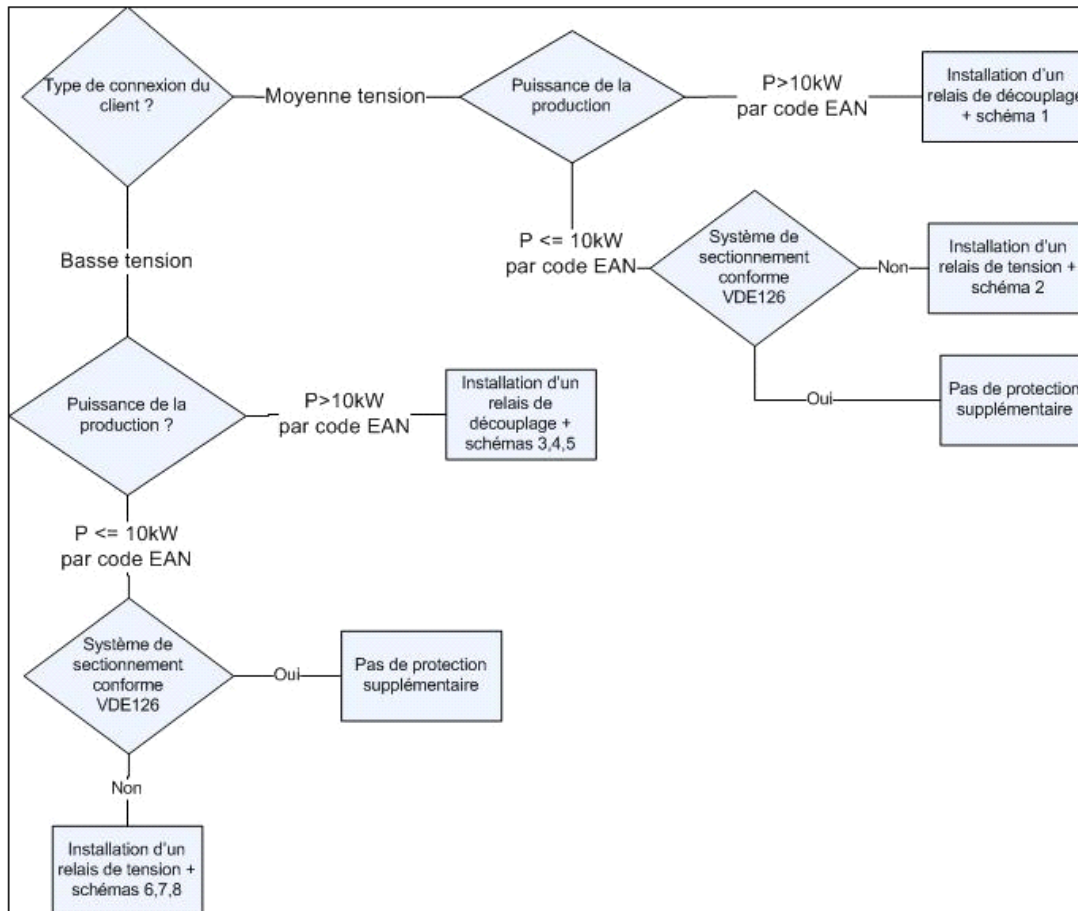 Type de connexion du
client ?
Moyenne tension
Puissance de la
production
P>10kW
par code EAN
Installation d'un
relais de découplage
+ schéma 1
P <= 10kW
par code EAN
Système de
sectionnement
conforme
VDE126
Non
Installation d'un
relais de tension +
schéma 2
Oui
Pas de protection
supplémentaire
Basse tension
Puissance de la
production ?
P>10kW
par code EAN
Installation d'un
relais de
découplage +
schémas 3,4,5
P <= 10kW
par code EAN
Système de
sectionnement
conforme
VDE126
Oui
Pas de protection
supplémentaire
Non
Installation d'un
relais de tension +
schémas 6,7,8